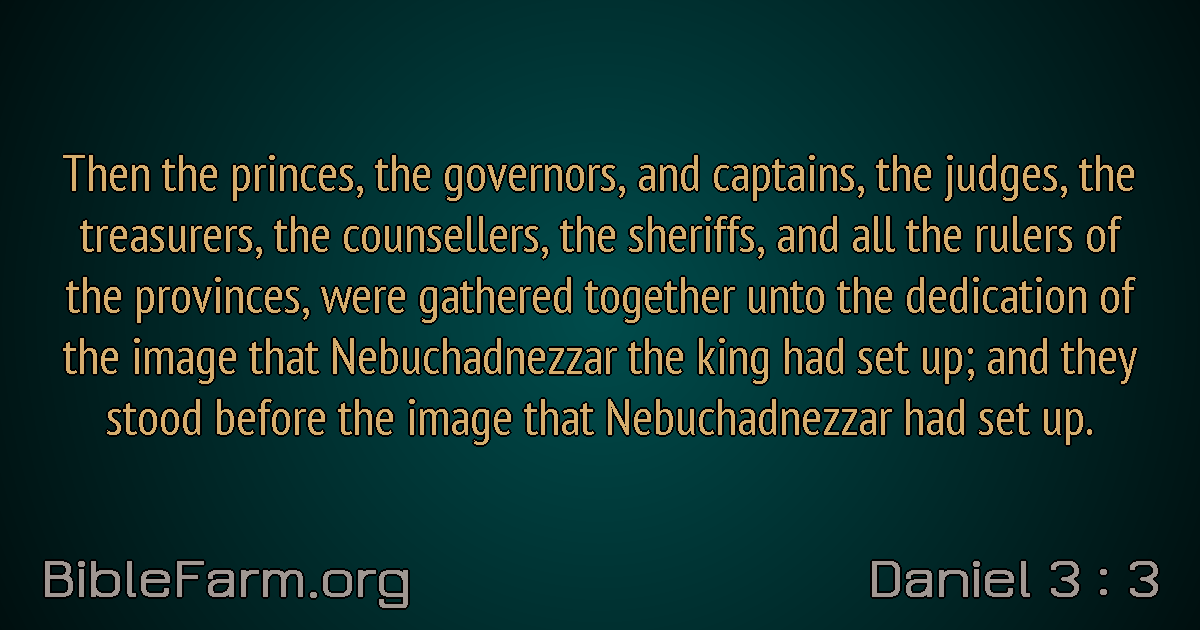 Then the princes, the governors, and captains, the judges, the
treasurers, the counsellers, the sheriffs, and all the rulers of
the provinces, were gathered together unto the dedication of
the image that Nebuchadnezzar the king had set up; and they
stood before the image that Nebuchadnezzar had set up.
BibleFarm.org
Daniel 3 : 3